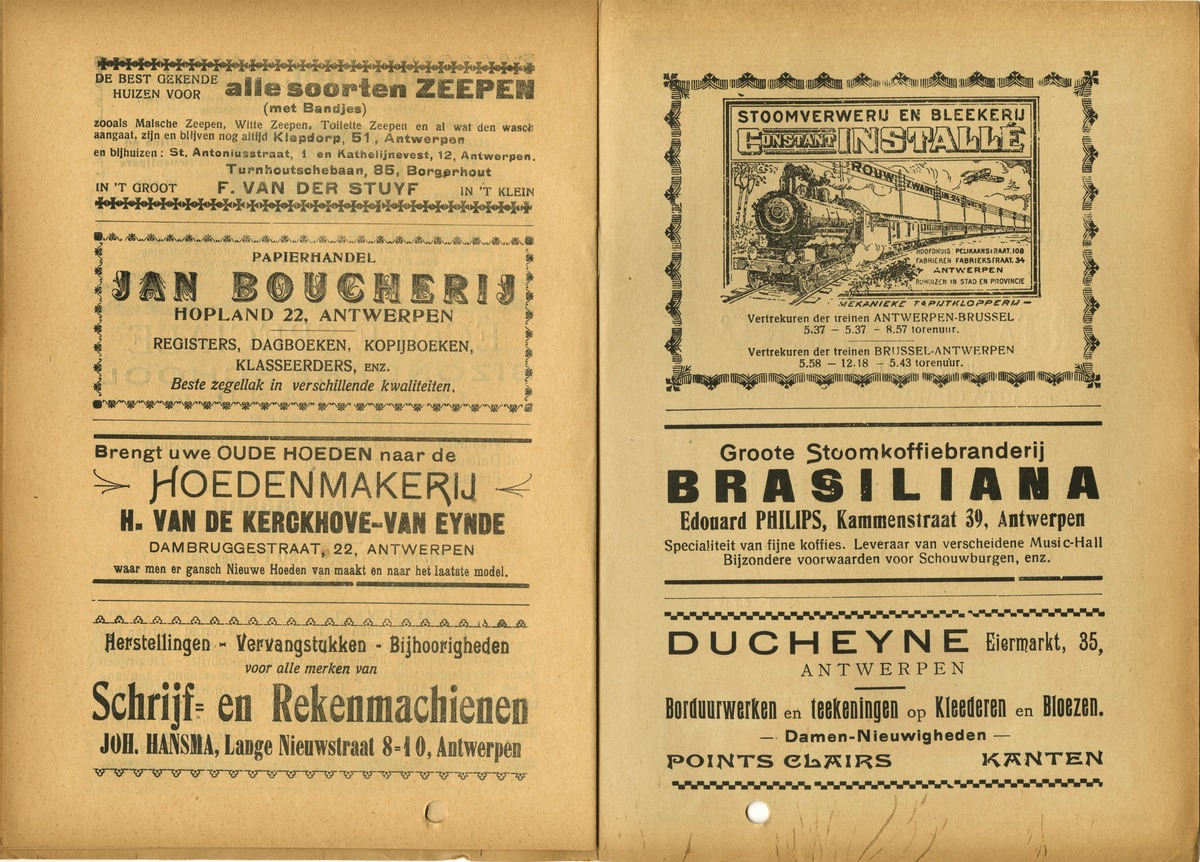 DE BEST GEKENDE
HUIZEN VOOR
alle soorten ZEEPEN
(met Bandjes)
zooals Malsche Zeepen, Witte Zeepen, Toilette Zeepen en al wat den wasch
aangaat, zijn en blijven nog altijd Klapdorp, 51, Antwerpen
en bijhuizen: St. Antoniusstraat, 1 en Kathelijnevest, 12, Antwerpen.
Turnhoutschebaan, 85, Borgerhout
IN 'T GROOT F. VAN DER STUYF IN 'T KLEIN
PAPIERHANDEL
JAN BOUCHERIJ
HOPLAND 22, ANTWERPEN
REGISTERS, DAGBOEKEN, KOPIJBOEKEN,
KLASSEERDERS, ENZ.
Beste zegellak in verschillende kwaliteiten.
Brengt uwe OUDE HOEDEN naar de
HOEDENMAKERIJ
H. VAN DE KERCKHOVE-VAN EYNDE
DAMBRUGGESTRAAT, 22, ANTWERPEN
waar men er gansch Nieuwe Hoeden van maakt en naar het laatste model.
Herstellingen - Vervangstukken - Bijhoorigheden
voor alle merken van
Schrijf= en Rekenmachienen
JOH. HANSMA, Lange Nieuwstraat 8=10, Antwerpen
STOOMVERWERIJ EN BLEEKERIJ
CONSTANT INSTALLÉ
ROUWZWART IN 24
HOOFDHUIS PELIKAANSTRAAT, 108
FABRIEKEN FABRIEKSTRAAT. 34
ANTWERPEN
BIJHUIZEN IN STAD EN PROVINCIE
MEKANIEKE TAPIJTKLOPPERIJ
Vertrekuren der treinen ANTWERPEN-BRUSSEL
5.37 — 5.37 - 8.57 torenuur.
Vertrekuren der treinen BRUSSEL-ANTWERPEN
5.58 — 12.18 — 5.43 torenuur.
Groote Stoomkoffiebranderij
BRASILIANA
Edouard PHILIPS, Kammenstraat 39, Antwerpen
Specialiteit van fijne koffies. Leveraar van verscheidene Music-Hall
Bijzondere voorwaarden voor Schouwburgen, enz.
DUCHEYNE Eiermarkt, 35,
ANTWERPEN
Borduurwerken en teekeningen op Kleederen en Bloezen.
— Damen-Nieuwigheden —
POINTS CLAIRS KANTEN